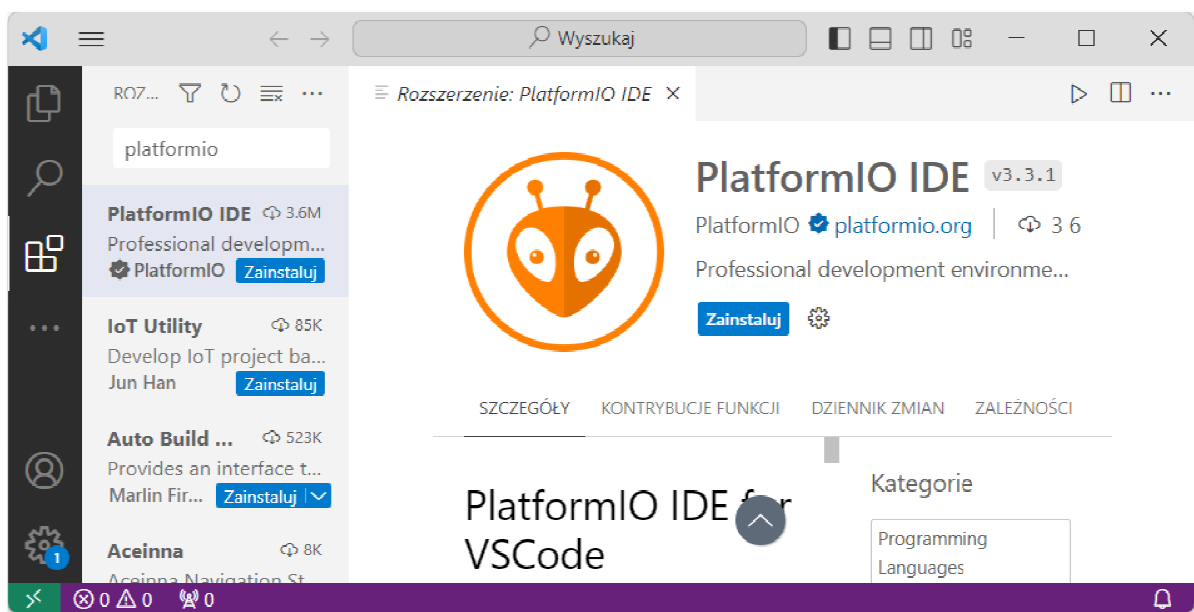 Wyszukaj
ROZ...
Rozszerzenie: PlatformIO IDE
platformio
PlatformIO IDE 3.6M
Professional developm...
PlatformIO Zainstaluj
IoT Utility 85K
Develop IoT project ba...
Jun Han Zainstaluj
Auto Build ... 523K
Provides an interface t...
Marlin Fir... Zainstaluj
Aceinna 8K
Aceinna Navigation St
PlatformIO IDE v3.3.1
PlatformIO platformio.org 3 6
Professional development environme...
Zainstaluj
SZCZEGÓŁY KONTRYBUCJE FUNKCJI DZIENNIK ZMIAN ZALEŻNOŚCI
PlatformIO IDE for
VSCode
Kategorie
Programming
Languages
1
0 0 0